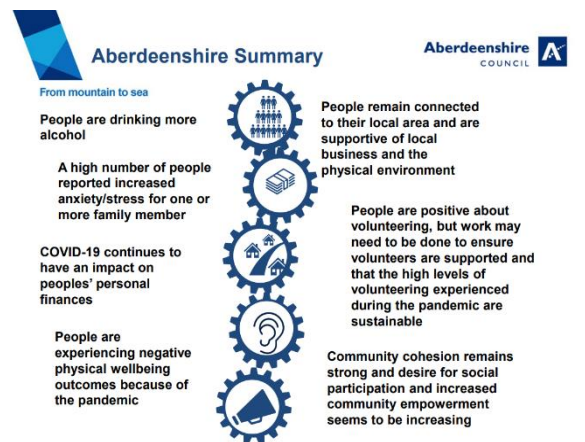 Aberdeenshire Summary
Aberdeenshire
COUNCIL
From mountain to sea
People are drinking more
alcohol
A high number of people
reported increased
anxiety/stress for one or
more family member
COVID-19 continues to
have an impact on
peoples' personal
finances
People are
experiencing negative
physical wellbeing
outcomes because of
the pandemic
People remain connected
to their local area and are
supportive of local
business and the
physical environment
People are positive about
volunteering, but work may
need to be done to ensure
volunteers are supported and
that the high levels of
volunteering experienced
during the pandemic are
sustainable
Community cohesion remains
strong and desire for social
participation and increased
community empowerment
seems to be increasing